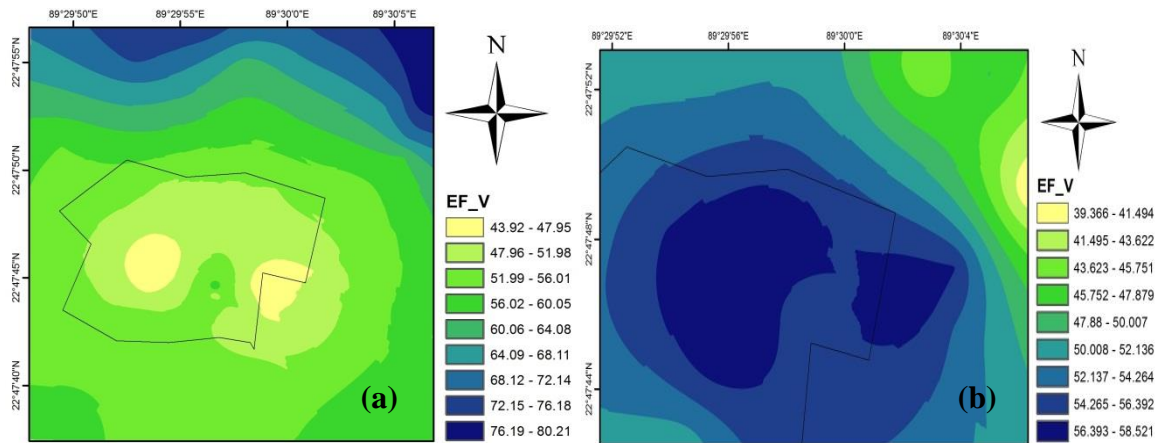 89°29'50"E 89°29'55"E 89°30'0"E 89°30'5"E
22°47'55"N
22°47'50"N
22°47'45"N
22°47'40"N
N
EF_V
43.92 - 47.95
47.96 - 51.98
51.99 - 56.01
56.02 - 60.05
60.06 - 64.08
64.09 - 68.11
68.12 - 72.14
72.15 - 76.18
76.19 - 80.21
(a)
89°29'52"E 89°29'56"E 89°30'0"E 89°30'4"E
22°47'52"N
22°47'48"N
22°47'44"N
N
EF_V
39.366 - 41.494
41.495 - 43.622
43.623 - 45.751
45.752 - 47.879
47.88 - 50.007
50.008 - 52.136
52.137 - 54.264
54.265 - 56.392
56.393 - 58.521
(b)